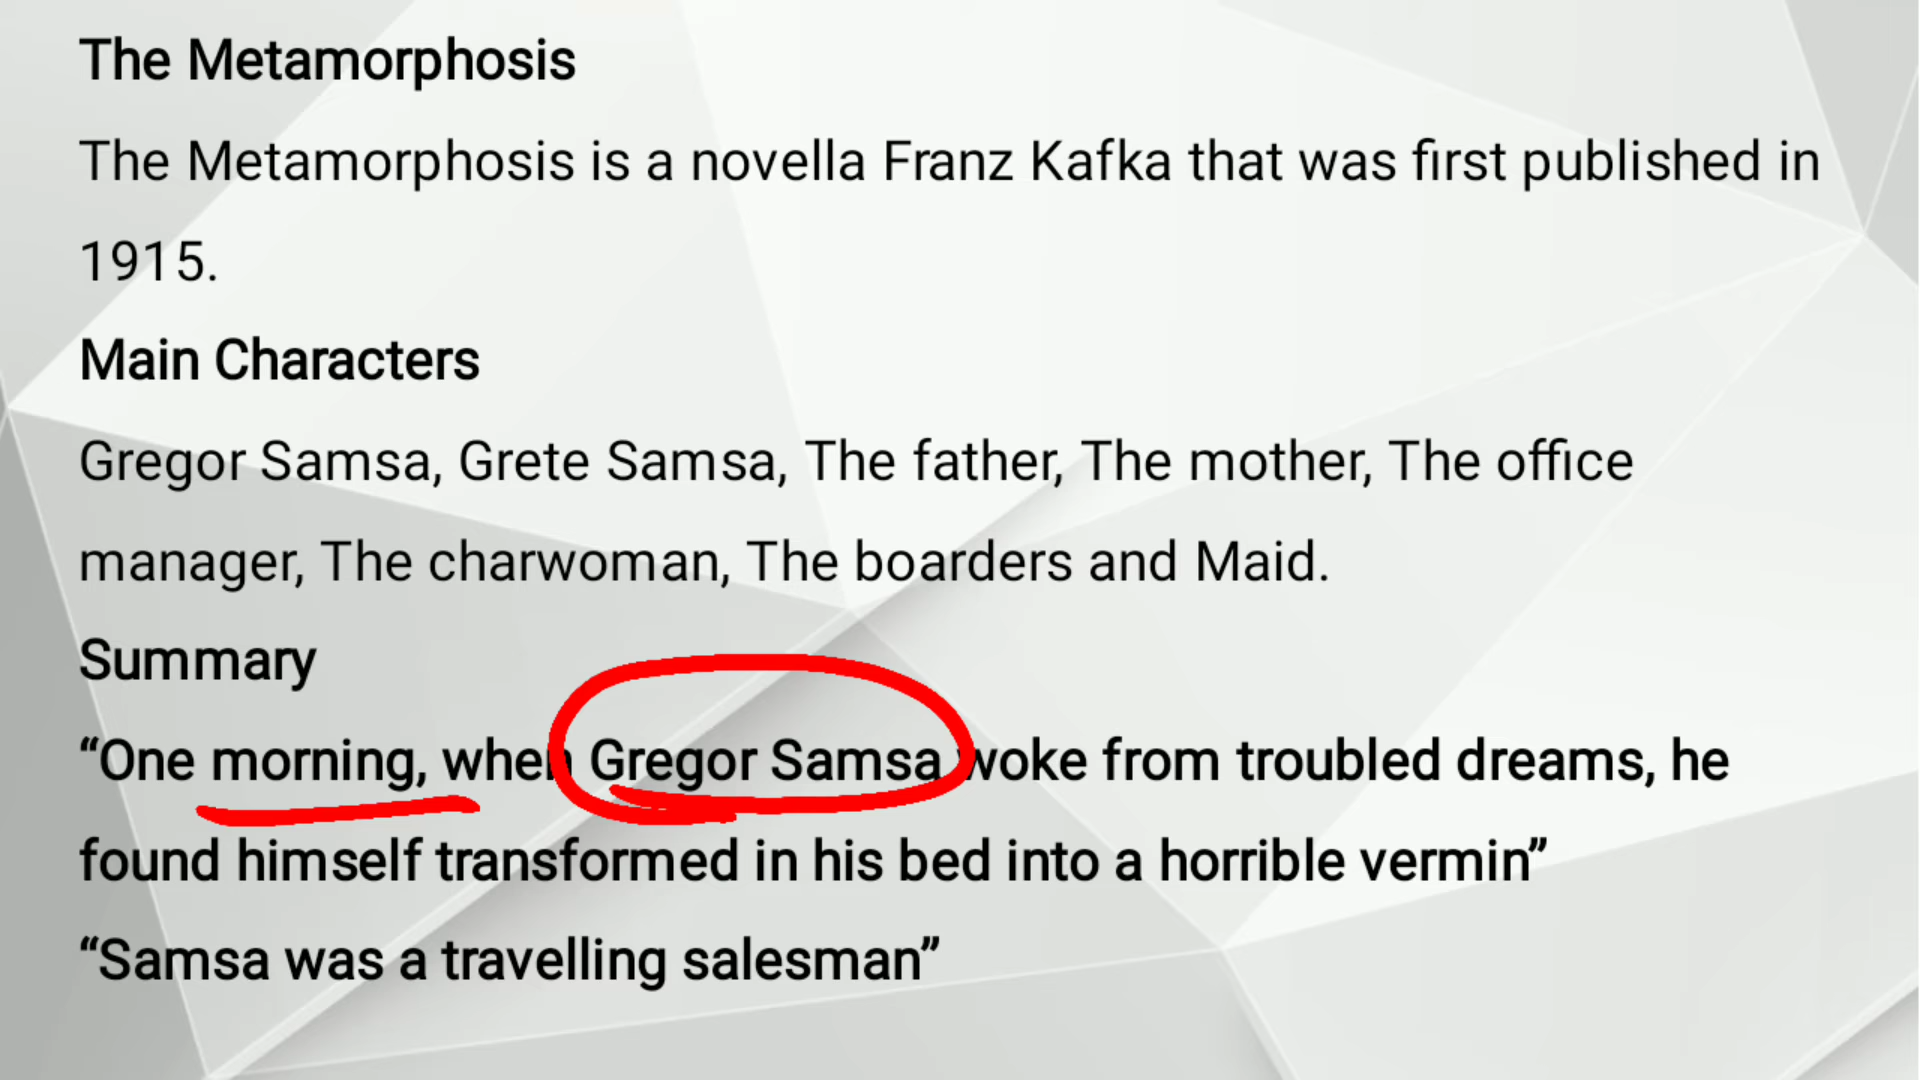 The Metamorphosis
The Metamorphosis is a novella Franz Kafka that was first published in
1915.
Main Characters
Gregor Samsa, Grete Samsa, The father, The mother, The office
manager, The charwoman, The boarders and Maid.
Summary
“One morning, when Gregor Samsa woke from troubled dreams, he
found himself transformed in his bed into a horrible vermin”
“Samsa was a travelling salesman”